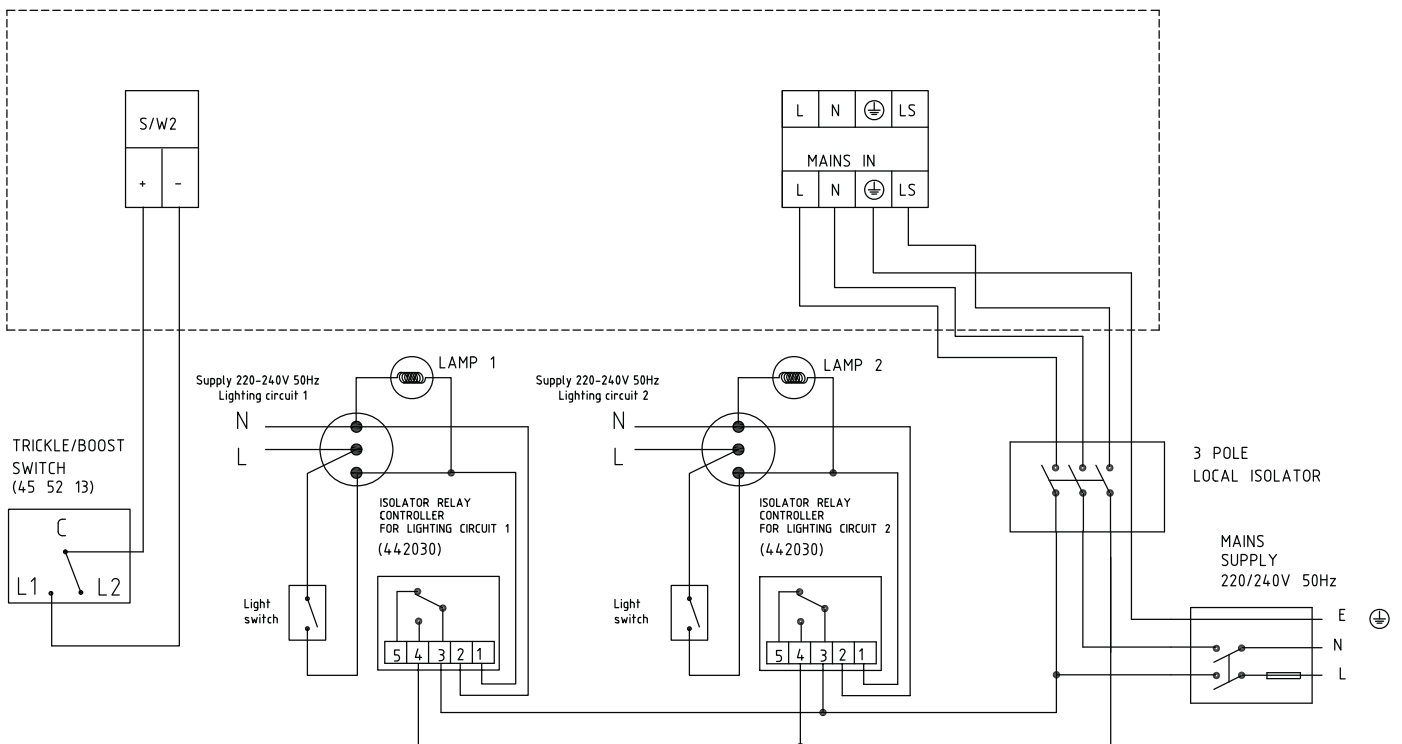 S/W2
+ -
L N LS
MAINS IN
L N LS
LAMP 1
Supply 220-240V 50Hz
Lighting circuit 1
N
L
LAMP 2
Supply 220-240V 50Hz
Lighting circuit 2
N
L
TRICKLE/BOOST
SWITCH
(45 52 13)
C
L1 L2
ISOLATOR RELAY
CONTROLLER
FOR LIGHTING CIRCUIT 1
(442030)
Light
switch
5 4 3 2 1
ISOLATOR RELAY
CONTROLLER
FOR LIGHTING CIRCUIT 2
(442030)
Light
switch
5 4 3 2 1
3 POLE
LOCAL ISOLATOR
MAINS
SUPPLY
220/240V 50Hz
E
N
L